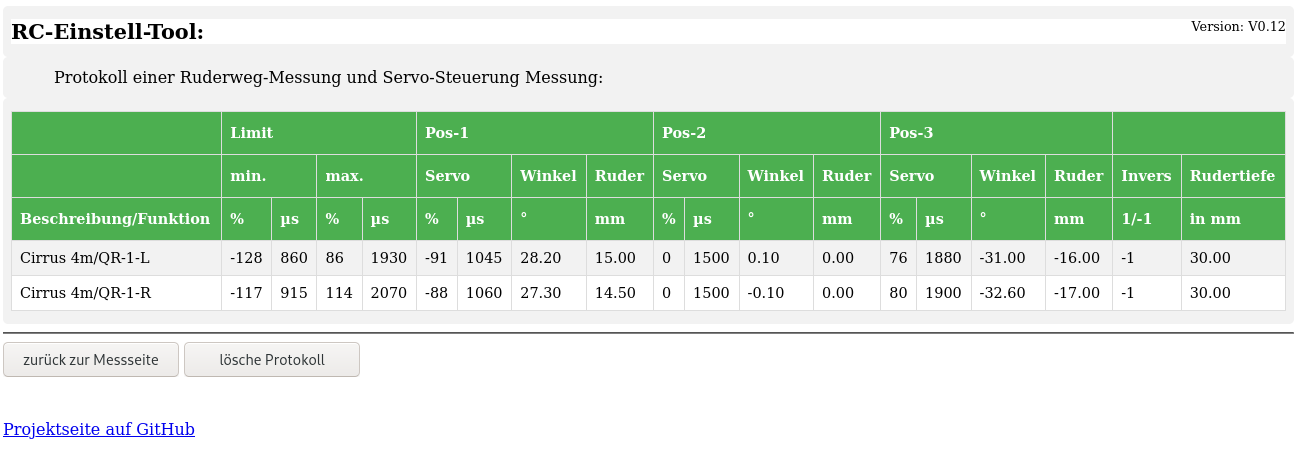 RC-Einstell-Tool: Version: V0.12
Protokoll einer Ruderweg-Messung und Servo-Steuerung Messung:
Limit Pos-1 Pos-2 Pos-3
min. max. Servo Winkel Ruder Servo Winkel Ruder Servo Winkel Ruder Invers Rudertiefe
Beschreibung/Funktion % µs % µs % µs ° mm % µs ° mm % µs ° mm 1/-1 in mm
Cirrus 4m/QR-1-L -128 860 86 1930 -91 1045 28.20 15.00 0 1500 0.10 0.00 76 1880 -31.00 -16.00 -1 30.00
Cirrus 4m/QR-1-R -117 915 114 2070 -88 1060 27.30 14.50 0 1500 -0.10 0.00 80 1900 -32.60 -17.00 -1 30.00
zurück zur Messseite lösche Protokoll
Projektseite auf GitHub